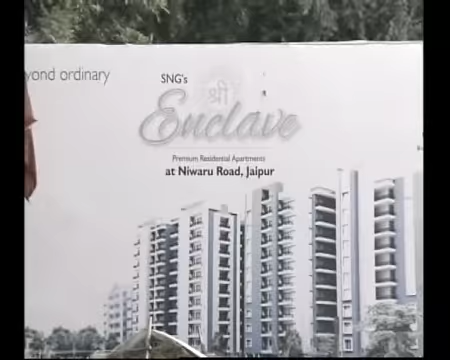 yond ordinary
SNG's
श्री
Enclave
Premium Residential Apartments
at Niwaru Road, Jaipur